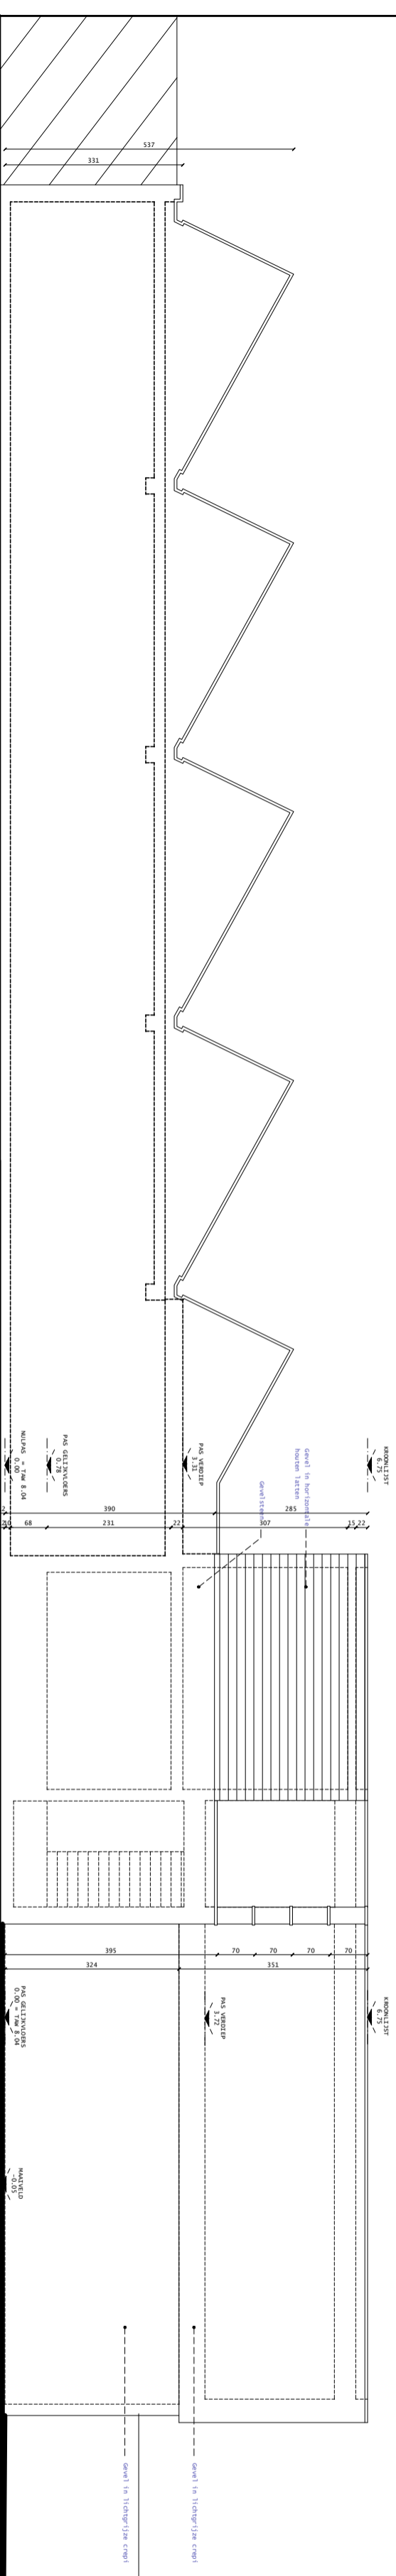 537
331
KROONLIJST
6.75
PAS VERDIEP
3.31
PAS GELIJKVLOERS
0.78
NULPAS
0.00 = TAW 8.04
Gevel in horizontale
houten latten
Gevelsteen
390
285
68
231
22
307
15
22
395
70
70
70
70
324
351
KROONLIJST
6.75
PAS VERDIEP
3.72
PAS GELIJKVLOERS
0.00 = TAW 8.04
MAAIVELD
-0.05
Gevel in lichtgrijze crepi
Gevel in lichtgrijze crepi